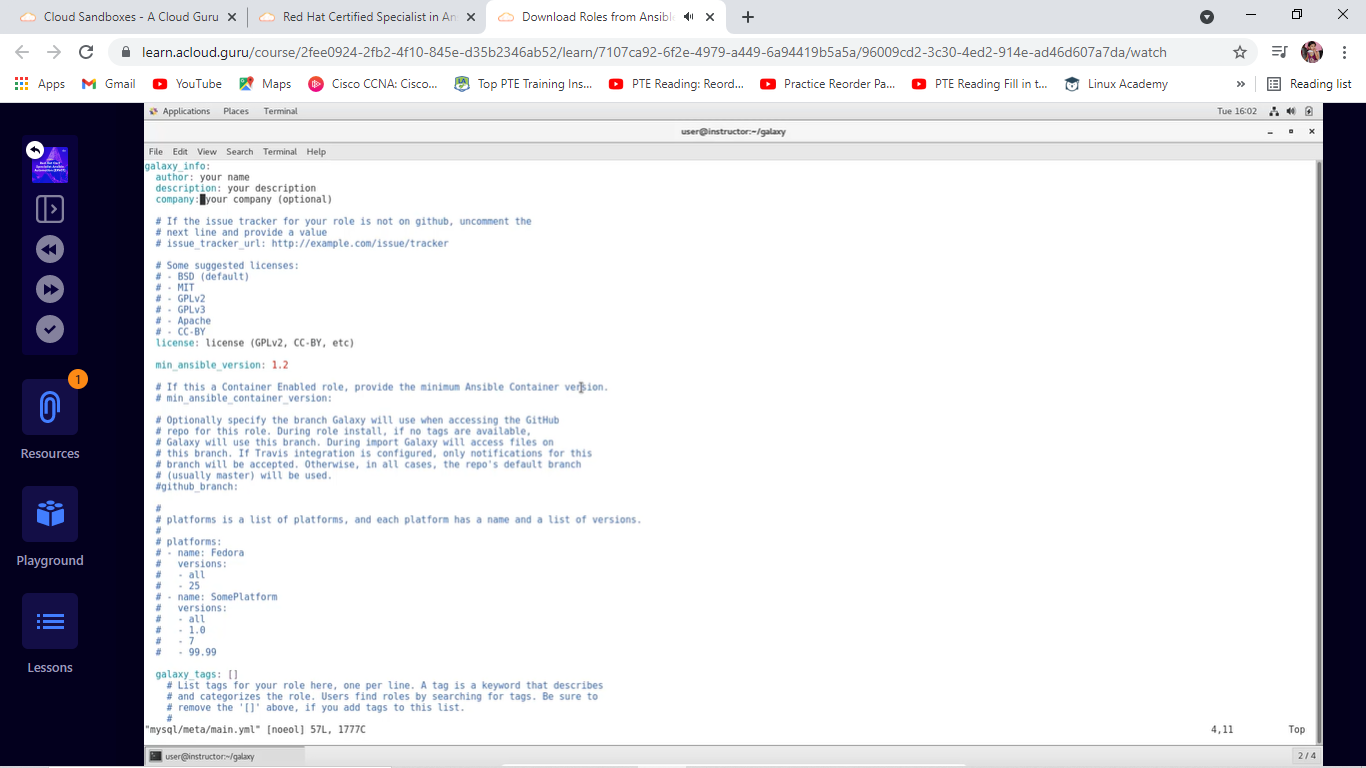 Cloud Sandboxes - A Cloud Guru
Red Hat Certified Specialist in An
Download Roles from Ansibl
learn.acloud.guru/course/2fee0924-2fb2-4f10-845e-d35b2346ab52/learn/7107ca92-6f2e-4979-a449-6a94419b5a5a/96009cd2-3c30-4ed2-914e-ad46d607a7da/watch
Apps Gmail YouTube Maps Cisco CCNA: Cisco... Top PTE Training Ins... PTE Reading: Reord... Practice Reorder Pa... PTE Reading Fill in t... Linux Academy » Reading list
Applications Places Terminal Tue 16:02
user@instructor:~/galaxy
File Edit View Search Terminal Help
galaxy_info:
author: your name
description: your description
company: your company (optional)
# If the issue tracker for your role is not on github, uncomment the
# next line and provide a value
# issue_tracker_url: http://example.com/issue/tracker
# Some suggested licenses:
# - BSD (default)
# - MIT
# - GPLv2
# - GPLv3
# - Apache
# - CC-BY
license: license (GPLv2, CC-BY, etc)
min_ansible_version: 1.2
# If this a Container Enabled role, provide the minimum Ansible Container version.
# min_ansible_container_version:
# Optionally specify the branch Galaxy will use when accessing the GitHub
# repo for this role. During role install, if no tags are available,
# Galaxy will use this branch. During import Galaxy will access files on
# this branch. If Travis integration is configured, only notifications for this
# branch will be accepted. Otherwise, in all cases, the repo's default branch
# (usually master) will be used.
#github_branch:
#
# platforms is a list of platforms, and each platform has a name and a list of versions.
#
# platforms:
# - name: Fedora
#   versions:
#   - all
#   - 25
# - name: SomePlatform
#   versions:
#   - all
#   - 1.0
#   - 7
#   - 99.99
galaxy_tags: []
# List tags for your role here, one per line. A tag is a keyword that describes
# and categorizes the role. Users find roles by searching for tags. Be sure to
# remove the '[]' above, if you add tags to this list.
#
"mysql/meta/main.yml" [noeol] 57L, 1777C 4,11 Top
user@instructor:~/galaxy 2 / 4
1
Resources
Playground
Lessons